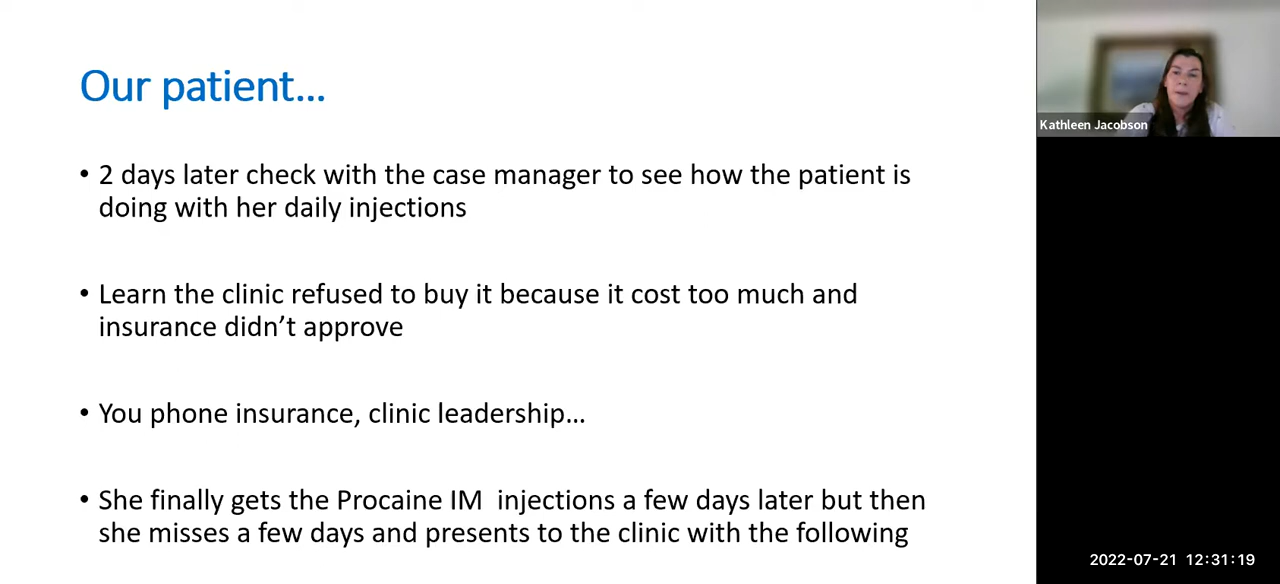 Our patient...
• 2 days later check with the case manager to see how the patient is
doing with her daily injections
• Learn the clinic refused to buy it because it cost too much and
insurance didn't approve
• You phone insurance, clinic leadership...
• She finally gets the Procaine IM  injections a few days later but then
she misses a few days and presents to the clinic with the following
Kathleen Jacobson
2022-07-21 12:31:19